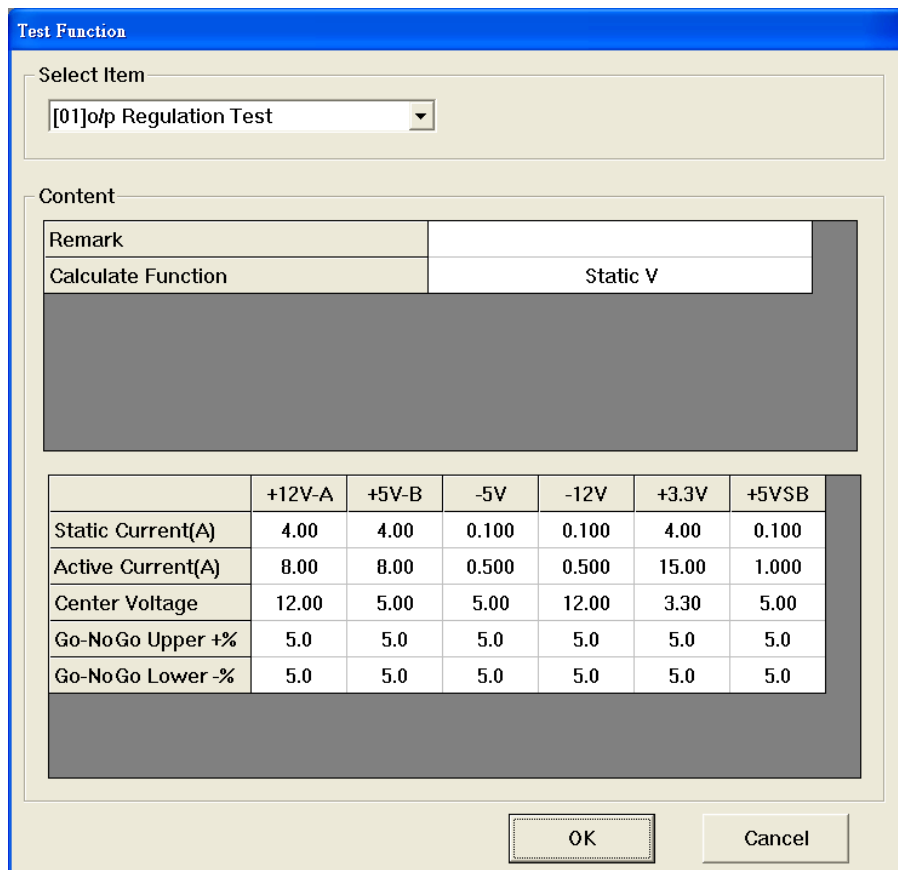 Test Function
Select Item
[01]o/p Regulation Test
Content
Remark
Calculate Function Static V
+12V-A +5V-B -5V -12V +3.3V +5VSB
Static Current(A) 4.00 4.00 0.100 0.100 4.00 0.100
Active Current(A) 8.00 8.00 0.500 0.500 15.00 1.000
Center Voltage 12.00 5.00 5.00 12.00 3.30 5.00
Go-NoGo Upper +% 5.0 5.0 5.0 5.0 5.0 5.0
Go-NoGo Lower -% 5.0 5.0 5.0 5.0 5.0 5.0
OK Cancel